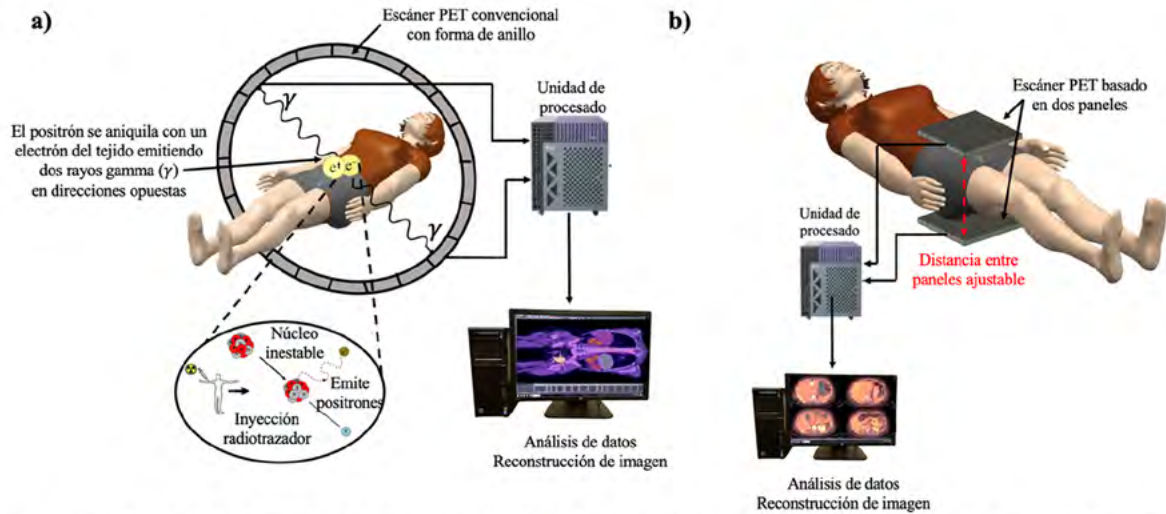 a)
Escáner PET convencional
con forma de anillo
γ
El positrón se aniquila con un
electrón del tejido emitiendo
dos rayos gamma (γ)
en direcciones opuestas
e⁺ e⁻
γ
Unidad de
procesado
Núcleo
inestable
Emite
positrones
Inyección
radiotrazador
Análisis de datos
Reconstrucción de imagen
b)
Escáner PET basado
en dos paneles
Unidad de
procesado
Distancia entre
paneles ajustable
Análisis de datos
Reconstrucción de imagen